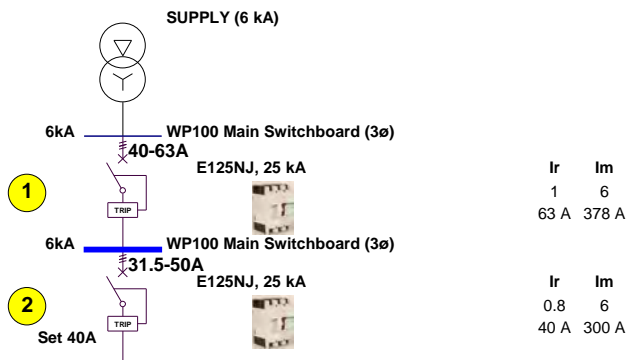 SUPPLY (6 kA)
6kA WP100 Main Switchboard (3ø)
40-63A
E125NJ, 25 kA Ir Im
1 1 6
TRIP 63 A 378 A
6kA WP100 Main Switchboard (3ø)
31.5-50A
E125NJ, 25 kA Ir Im
2 0.8 6
TRIP 40 A 300 A
Set 40A